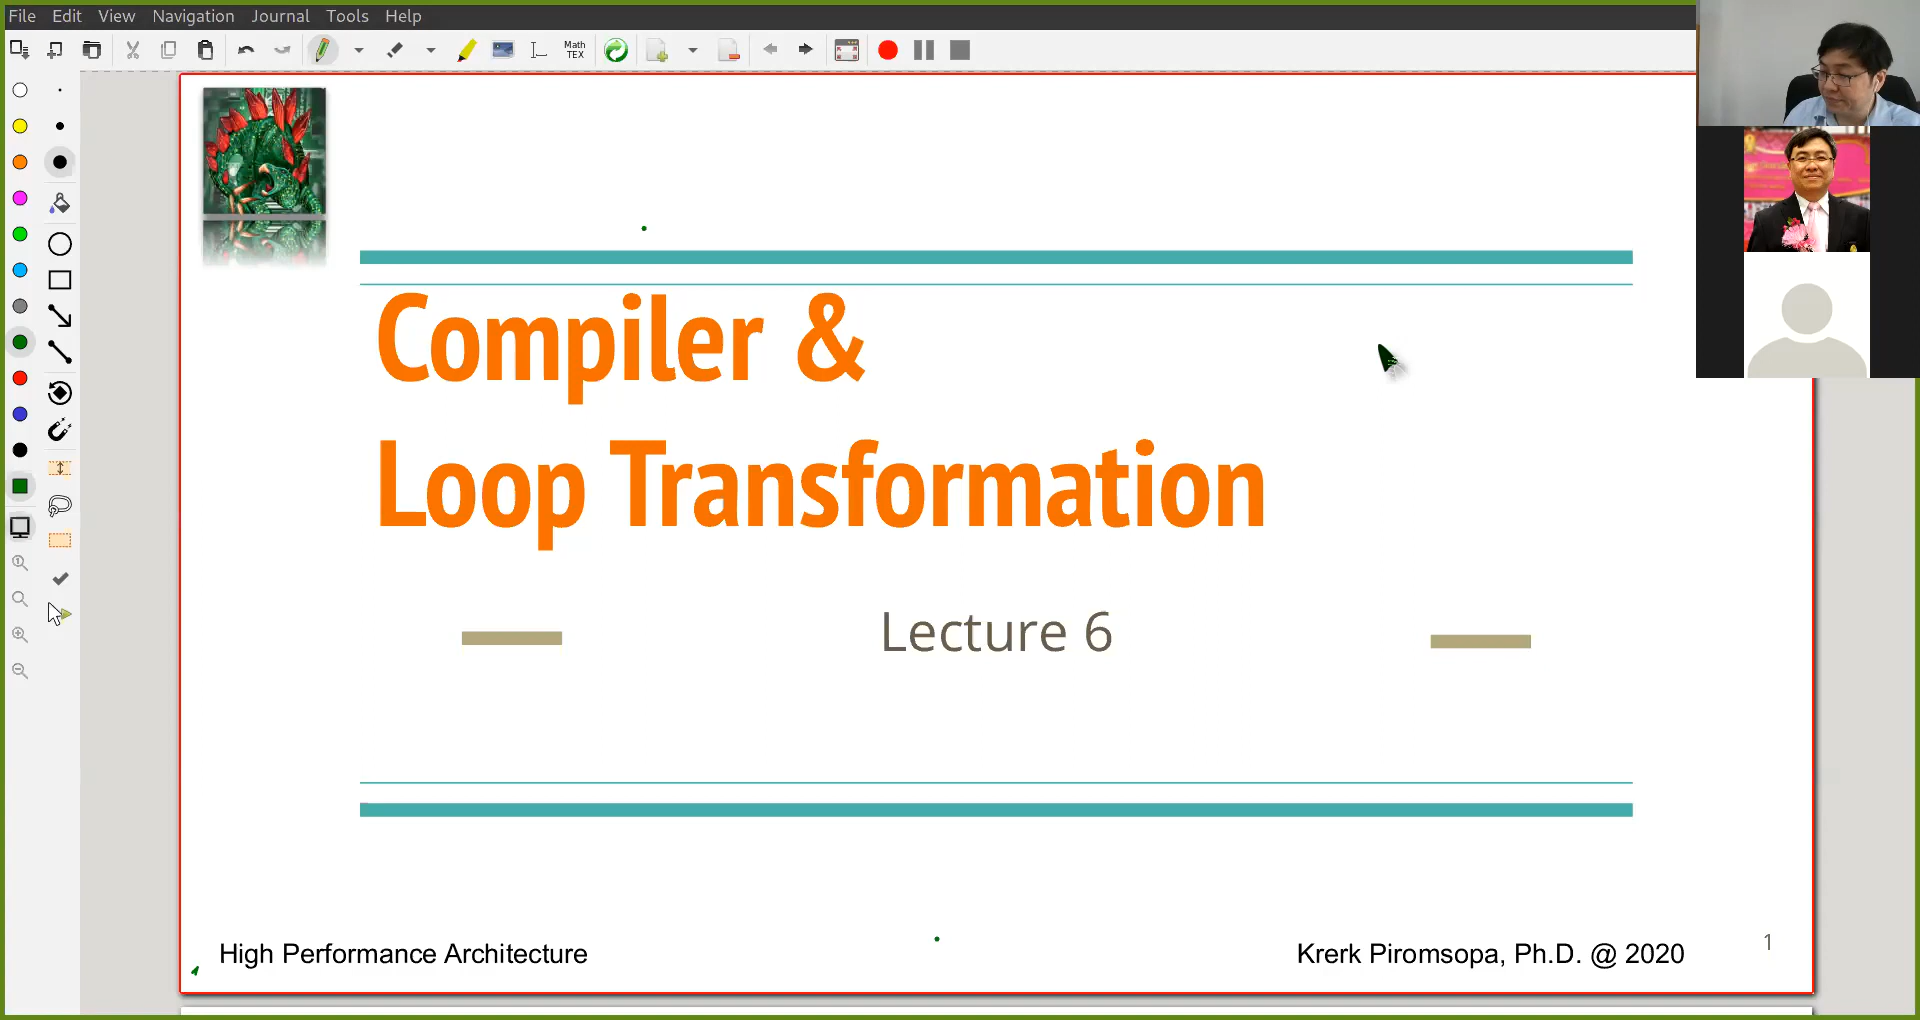 File Edit View Navigation Journal Tools Help
Math
TEX
Compiler &
Loop Transformation
Lecture 6
High Performance Architecture
Krerk Piromsopa, Ph.D. @ 2020
1